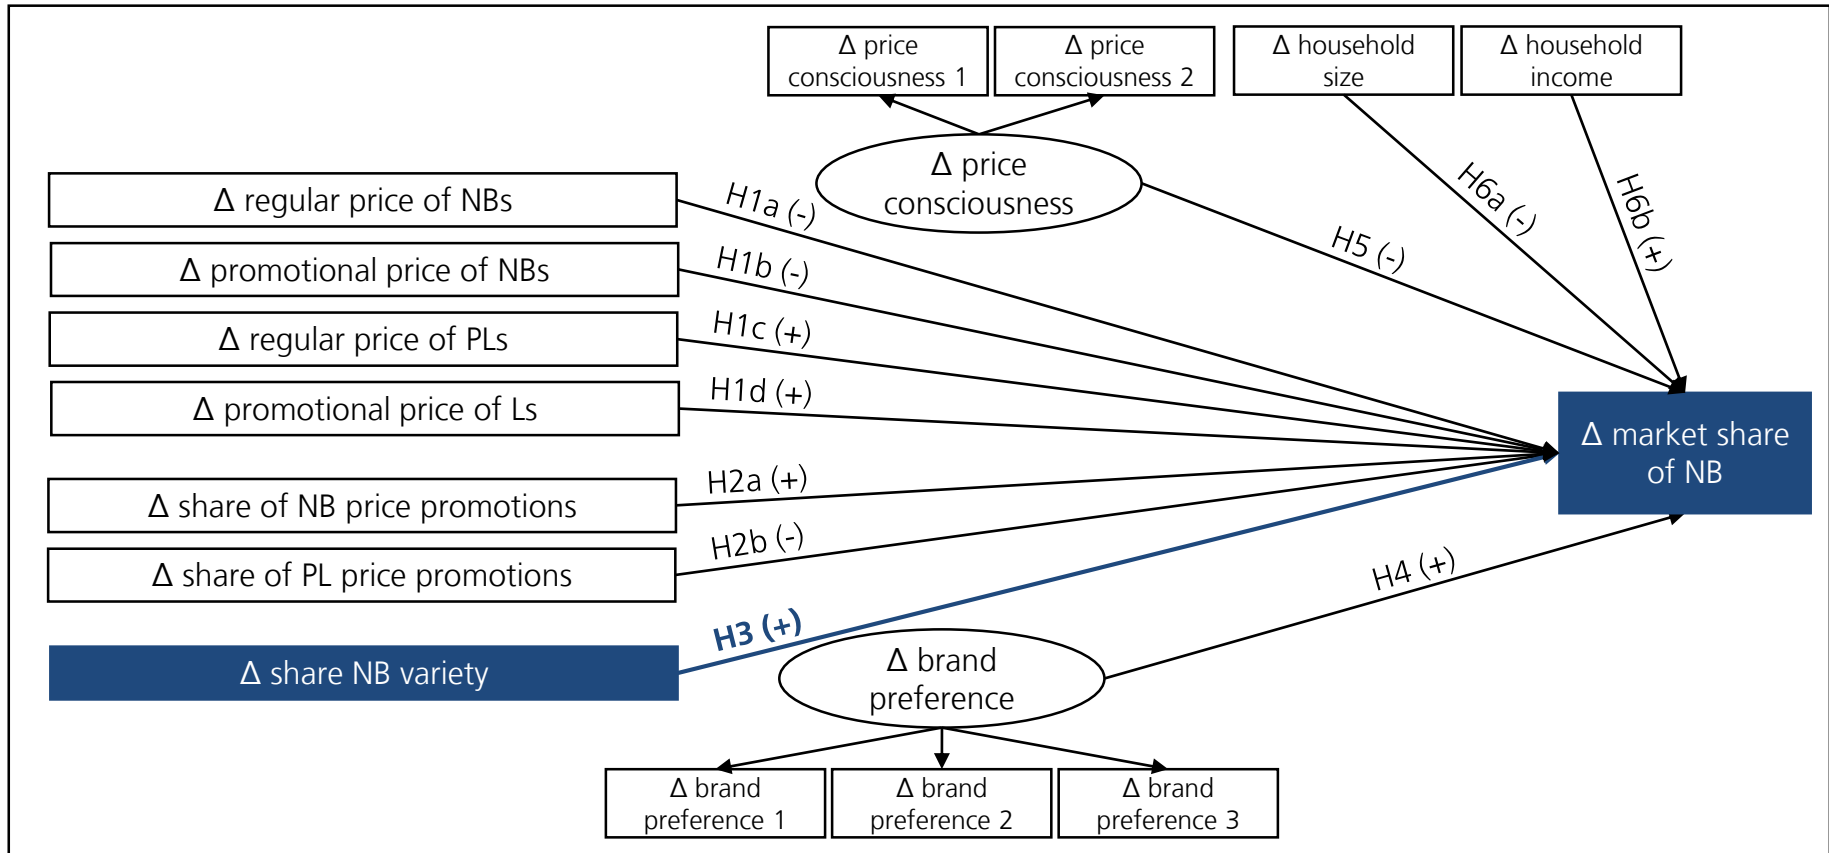 Δ price
consciousness 1
Δ price
consciousness 2
Δ household
size
Δ household
income
Δ price
consciousness
Δ regular price of NBs
Δ promotional price of NBs
Δ regular price of PLs
Δ promotional price of Ls
Δ share of NB price promotions
Δ share of PL price promotions
Δ share NB variety
H1a (-)
H1b (-)
H1c (+)
H1d (+)
H2a (+)
H2b (-)
H3 (+)
H5 (-)
H6a (-)
H6b (+)
Δ market share
of NB
H4 (+)
Δ brand
preference
Δ brand
preference 1
Δ brand
preference 2
Δ brand
preference 3